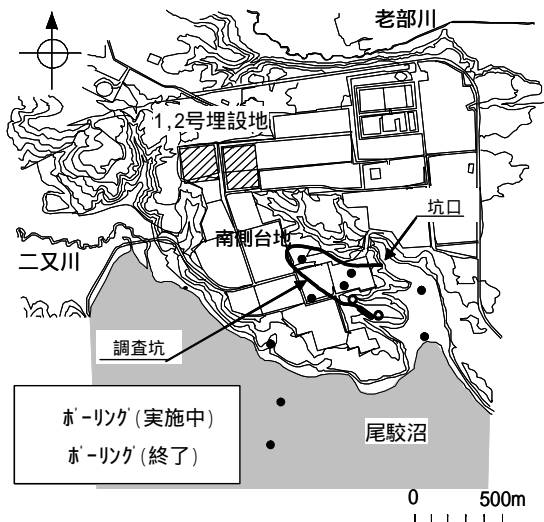 老部川
1,2号埋設地
坑口
南側台地
二又川
調査坑
ﾎﾞｰﾘﾝｸﾞ(実施中)
ﾎﾞｰﾘﾝｸﾞ(終了)
尾駮沼
0 500m